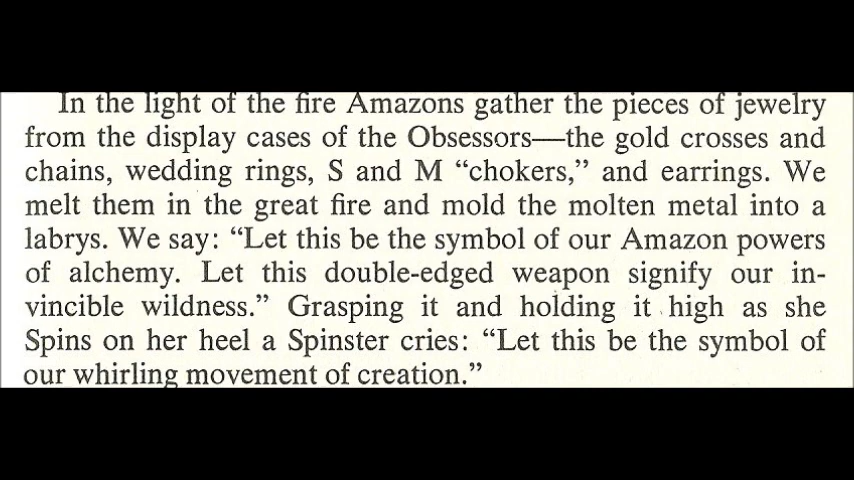 In the light of the fire Amazons gather the pieces of jewelry
from the display cases of the Obsessors—the gold crosses and
chains, wedding rings, S and M “chokers,” and earrings. We
melt them in the great fire and mold the molten metal into a
labrys. We say: “Let this be the symbol of our Amazon powers
of alchemy. Let this double-edged weapon signify our in-
vincible wildness.” Grasping it and holding it high as she
Spins on her heel a Spinster cries: “Let this be the symbol of
our whirling movement of creation.”